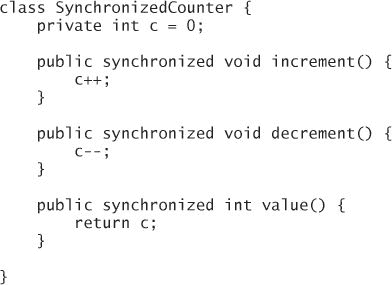 class SynchronizedCounter {
    private int c = 0;

    public synchronized void increment() {
        c++;
    }

    public synchronized void decrement() {
        c--;
    }

    public synchronized int value() {
        return c;
    }

}